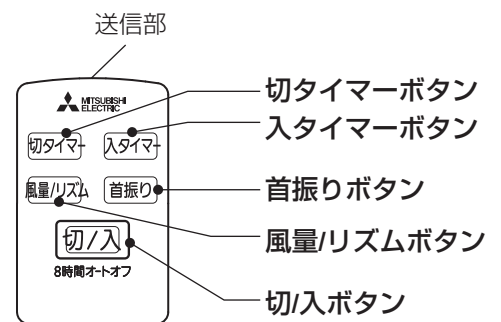 送信部
MITSUBISHI
ELECTRIC
切タイマー
入タイマー
風量/リズム
首振り
切/入
8時間オートオフ
切タイマーボタン
入タイマーボタン
首振りボタン
風量/リズムボタン
切/入ボタン